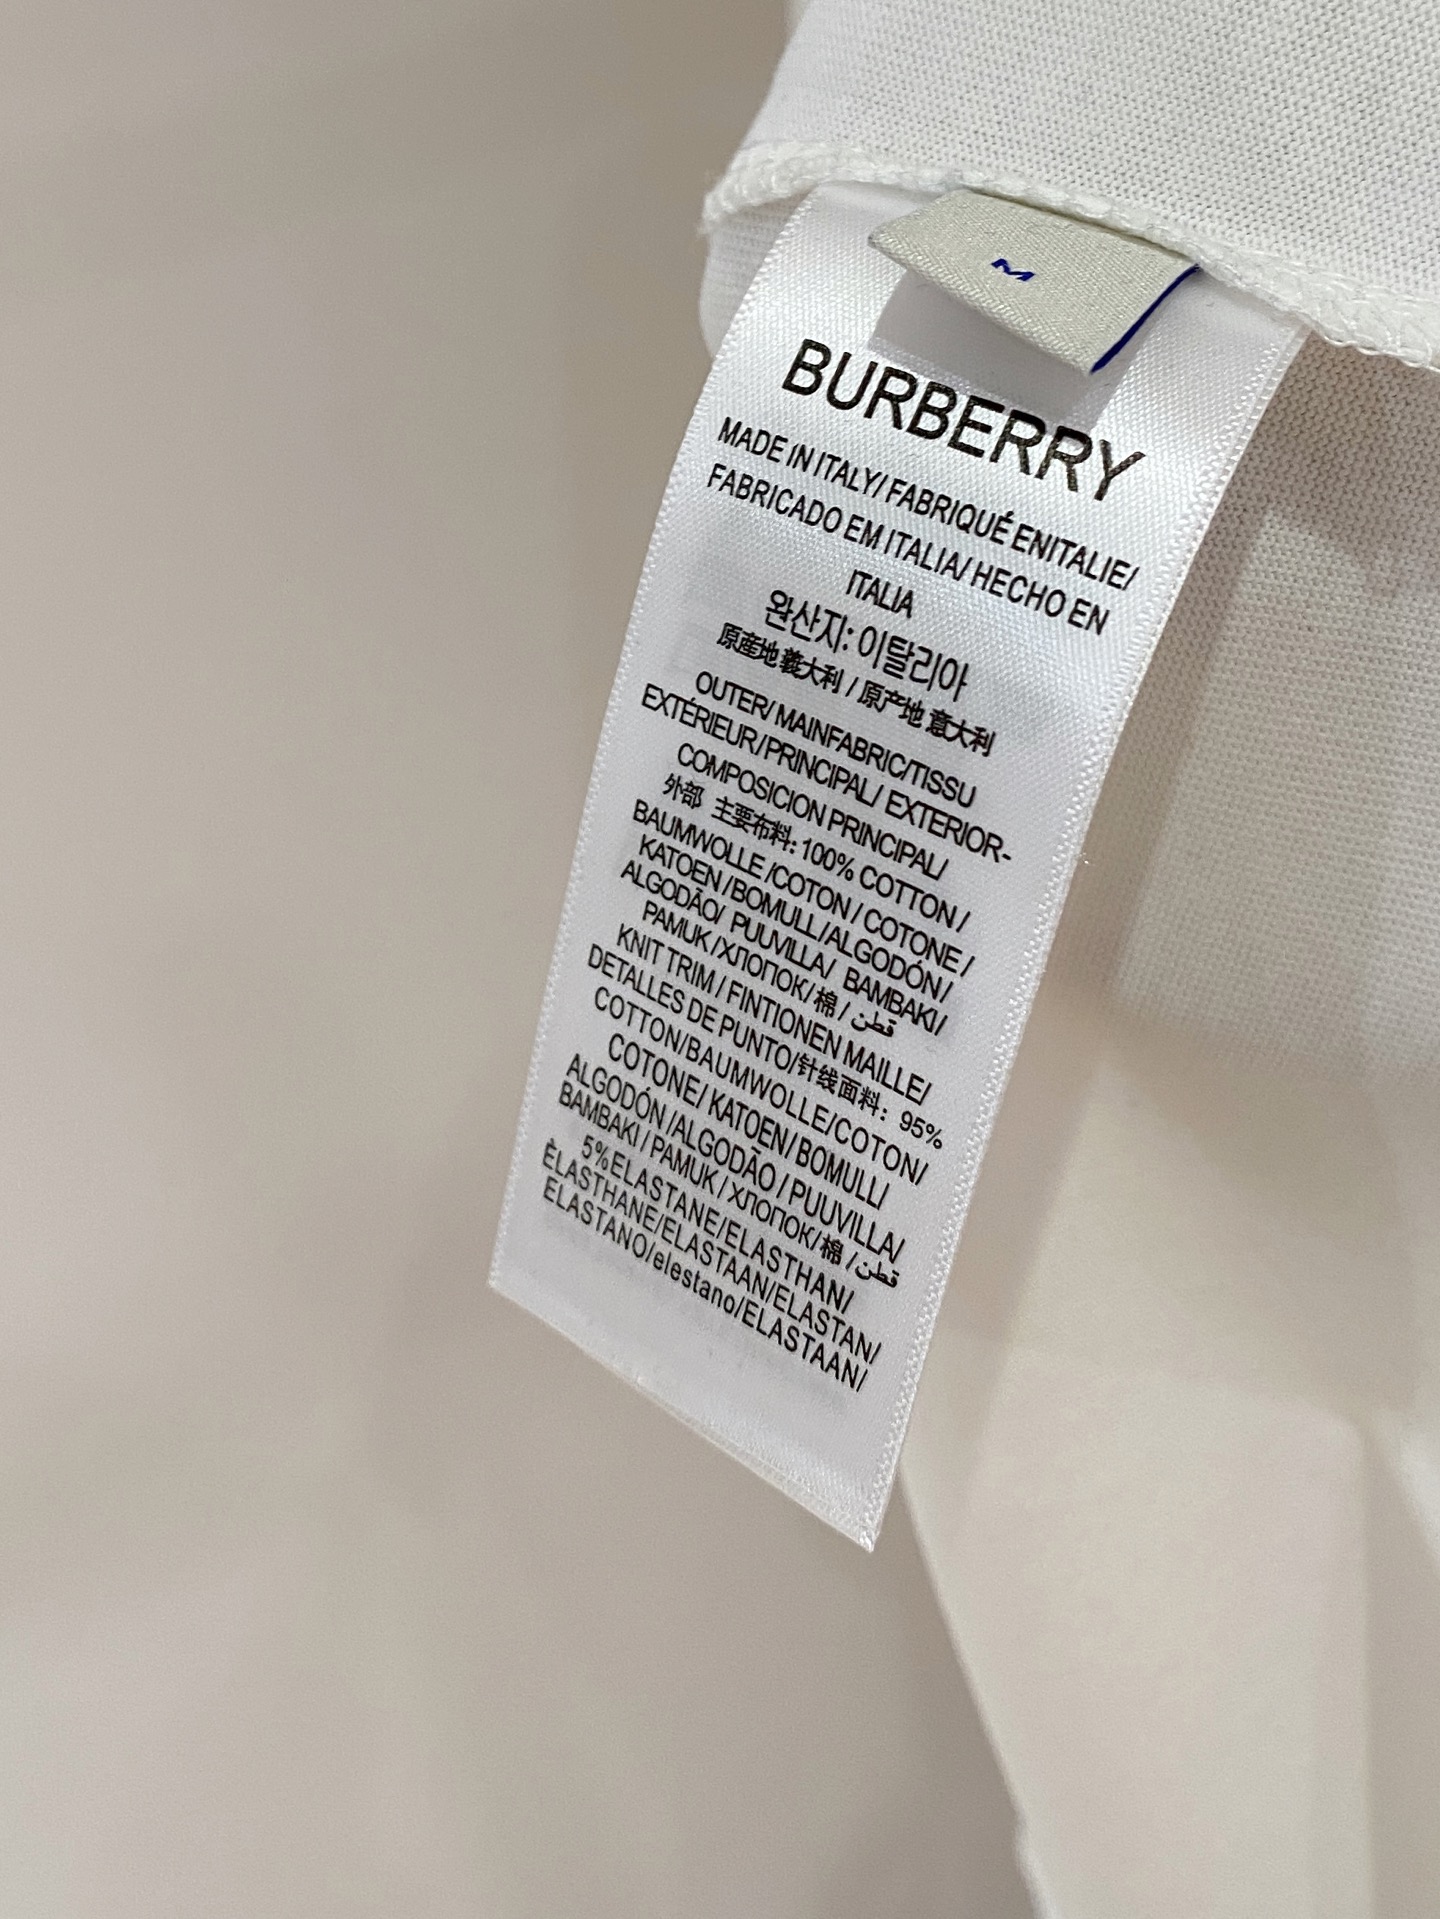 M
BURBERRY
MADE IN ITALY/ FABRIQUÉ ENITALIE/
FABRICADO EM ITALIA/ HECHO EN
ITALIA
완산지: 이탈리아
原産地 義大利 / 原产地 意大利
OUTER/ MAINFABRIC/TISSU
EXTÉRIEUR/PRINCIPAL/ EXTERIOR-
COMPOSICION PRINCIPAL/
外部 主要布料: 100% COTTON /
BAUMWOLLE /COTON / COTONE /
KATOEN /BOMULL/ALGODÓN/
ALGODÃO/ PUUVILLA/ BAMBAKI/
PAMUK /ХЛОПОК/ 棉 / قطن
KNIT TRIM / FINTIONEN MAILLE/
DETALLES DE PUNTO/针线面料: 95%
COTTON/BAUMWOLLE/COTON/
COTONE/ KATOEN/ BOMULL/
ALGODÓN /ALGODÃO / PUUVILLA/
BAMBAKI / PAMUK / ХЛОПОК/ 棉 / قطن
5%ELASTANE/ELASTHAN/
ÈLASTHANE/ELASTAAN/ELASTAN/
ELASTANO/elestano/ELASTAAN/